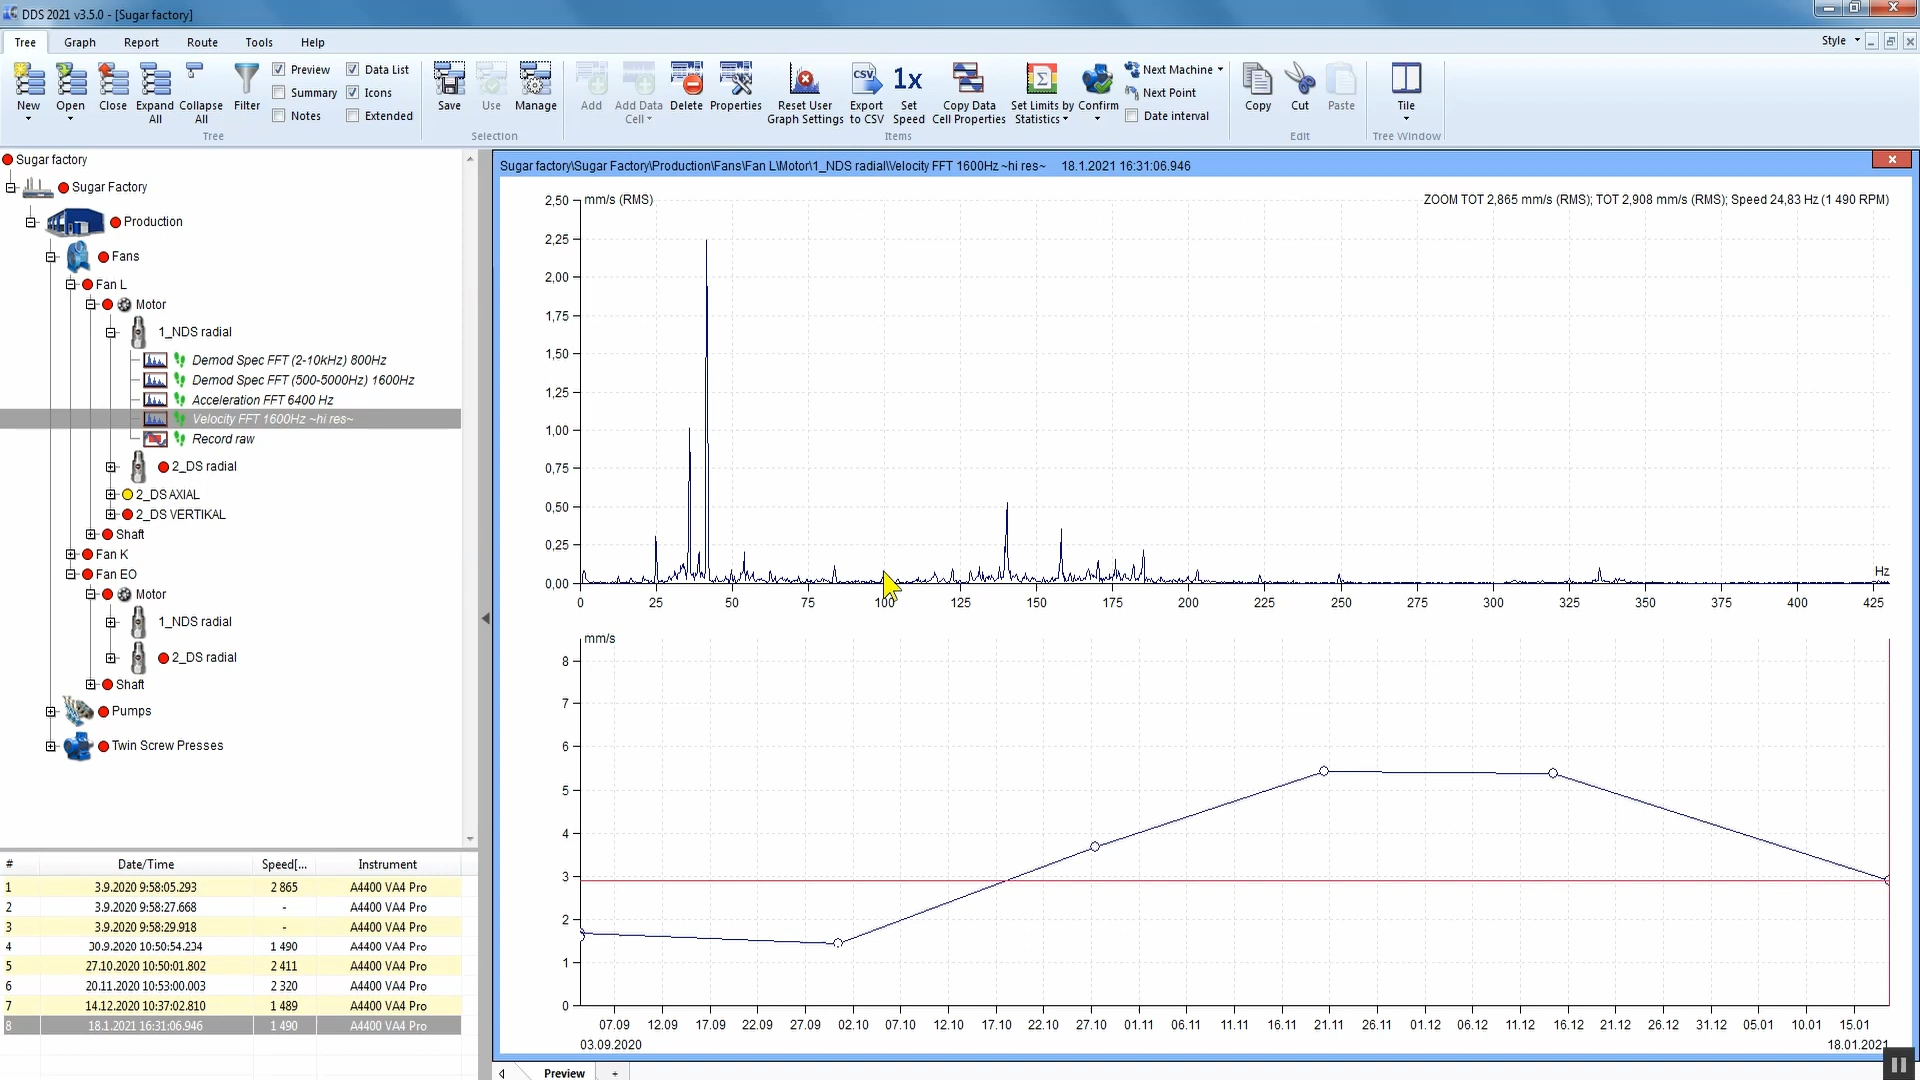 DDS 2021 v3.5.0 - [Sugar factory]
Tree Graph Report Route Tools Help Style
New Open Close Expand All Collapse All Filter
Preview Data List
Summary Icons
Notes Extended
Tree
Save Use Manage
Selection
Add Add Data Cell Delete Properties Reset User Graph Settings Export to CSV 1x Set Speed Copy Data Cell Properties Set Limits by Statistics Confirm
CSV
Next Machine
Next Point
Date interval
Items
Copy Cut Paste
Edit
Tile
Tree Window
Sugar factory
Sugar Factory
Production
Fans
Fan L
Motor
1_NDS radial
Demod Spec FFT (2-10kHz) 800Hz
Demod Spec FFT (500-5000Hz) 1600Hz
Acceleration FFT 6400 Hz
Velocity FFT 1600Hz ~hi res~
Record raw
2_DS radial
2_DS AXIAL
2_DS VERTIKAL
Shaft
Fan K
Fan EO
Motor
1_NDS radial
2_DS radial
Shaft
Pumps
Twin Screw Presses
# Date/Time Speed[... Instrument
1 3.9.2020 9:58:05.293 2 865 A4400 VA4 Pro
2 3.9.2020 9:58:27.668 - A4400 VA4 Pro
3 3.9.2020 9:58:29.918 - A4400 VA4 Pro
4 30.9.2020 10:50:54.234 1 490 A4400 VA4 Pro
5 27.10.2020 10:50:01.802 2 411 A4400 VA4 Pro
6 20.11.2020 10:53:00.003 2 320 A4400 VA4 Pro
7 14.12.2020 10:37:02.810 1 489 A4400 VA4 Pro
8 18.1.2021 16:31:06.946 1 490 A4400 VA4 Pro
Sugar factory\Sugar Factory\Production\Fans\Fan L\Motor\1_NDS radial\Velocity FFT 1600Hz ~hi res~ 18.1.2021 16:31:06.946
mm/s (RMS) ZOOM TOT 2,865 mm/s (RMS); TOT 2,908 mm/s (RMS); Speed 24,83 Hz (1 490 RPM)
2,50
2,25
2,00
1,75
1,50
1,25
1,00
0,75
0,50
0,25
0,00
Hz
0 25 50 75 100 125 150 175 200 225 250 275 300 325 350 375 400 425
mm/s
8
7
6
5
4
3
2
1
0
07.09 12.09 17.09 22.09 27.09 02.10 07.10 12.10 17.10 22.10 27.10 01.11 06.11 11.11 16.11 21.11 26.11 01.12 06.12 11.12 16.12 21.12 26.12 31.12 05.01 10.01 15.01
03.09.2020 18.01.2021
Preview +